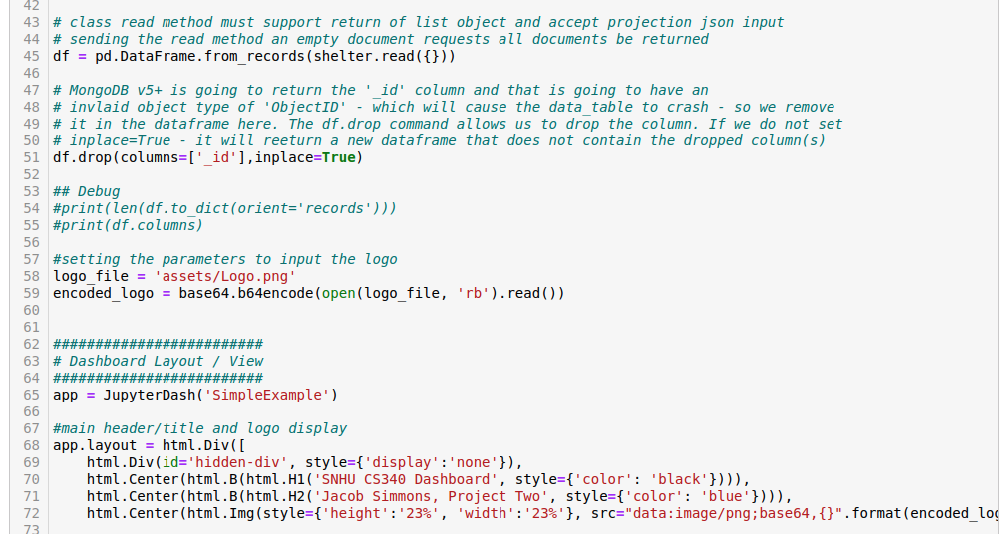 42
43 # class read method must support return of list object and accept projection json input
44 # sending the read method an empty document requests all documents be returned
45 df = pd.DataFrame.from_records(shelter.read({}))
46
47 # MongoDB v5+ is going to return the '_id' column and that is going to have an
48 # invlaid object type of 'ObjectID' - which will cause the data_table to crash - so we remove
49 # it in the dataframe here. The df.drop command allows us to drop the column. If we do not set
50 # inplace=True - it will reeturn a new dataframe that does not contain the dropped column(s)
51 df.drop(columns=['_id'],inplace=True)
52
53 ## Debug
54 #print(len(df.to_dict(orient='records')))
55 #print(df.columns)
56
57 #setting the parameters to input the logo
58 logo_file = 'assets/Logo.png'
59 encoded_logo = base64.b64encode(open(logo_file, 'rb').read())
60
61
62 #########################
63 # Dashboard Layout / View
64 #########################
65 app = JupyterDash('SimpleExample')
66
67 #main header/title and logo display
68 app.layout = html.Div([
69     html.Div(id='hidden-div', style={'display':'none'}),
70     html.Center(html.B(html.H1('SNHU CS340 Dashboard', style={'color': 'black'}))),
71     html.Center(html.B(html.H2('Jacob Simmons, Project Two', style={'color': 'blue'}))),
72     html.Center(html.Img(style={'height':'23%', 'width':'23%'}, src="data:image/png;base64,{}".format(encoded_log
73